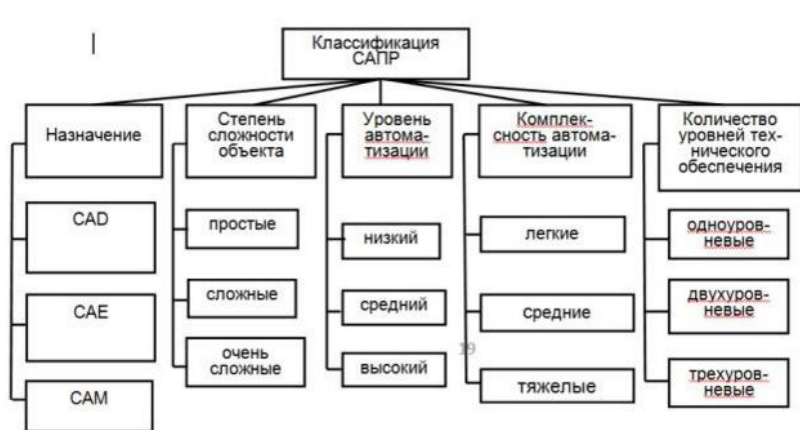 Классификация
САПР
Назначение
CAD
CAE
CAM
Степень
сложности
объекта
простые
сложные
очень
сложные
Уровень
автома-
тизации
низкий
средний
высокий
Комплек-
сность автома-
тизации
легкие
средние
тяжелые
Количество
уровней тех-
нического
обеспечения
одноуров-
невые
двухуров-
невые
трехуров-
невые
19